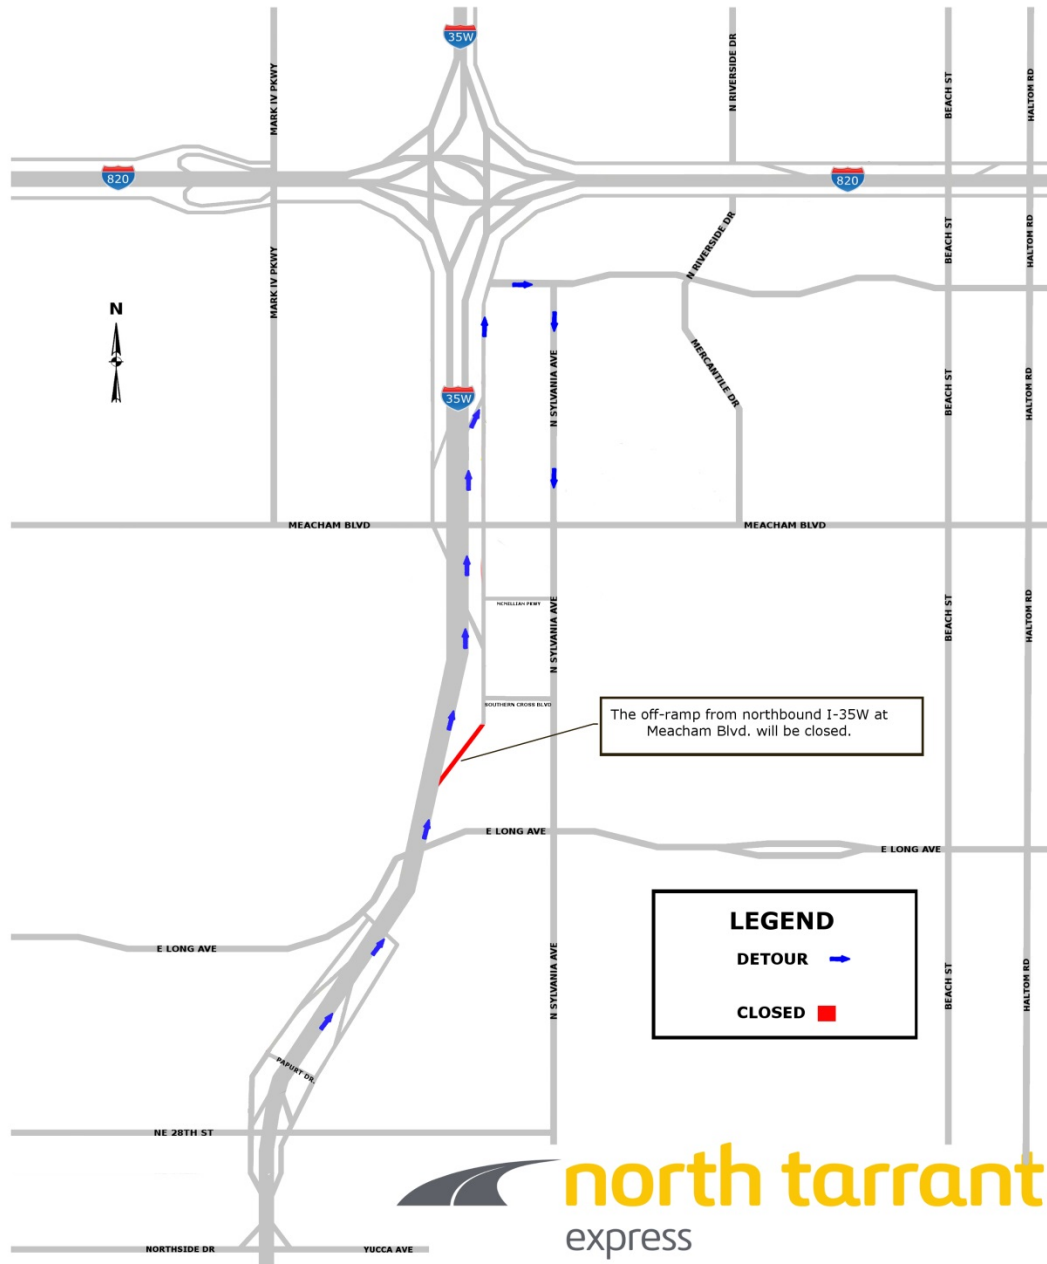 35W
MARK IV PKWY
N RIVERSIDE DR
BEACH ST
HALTOM RD
820
820
MARK IV PKWY
N RIVERSIDE DR
BEACH ST
HALTOM RD
N
35W
N SYLVANIA AVE
MERCANTILE DR
BEACH ST
HALTOM RD
MEACHAM BLVD
MEACHAM BLVD
MCMILLIAN PKWY
N SYLVANIA AVE
BEACH ST
HALTOM RD
SOUTHERN CROSS BLVD
The off-ramp from northbound I-35W at
Meacham Blvd. will be closed.
E LONG AVE
E LONG AVE
E LONG AVE
N SYLVANIA AVE
BEACH ST
HALTOM RD
LEGEND
DETOUR
CLOSED
PAPURT DR.
NE 28TH ST
north tarrant
express
NORTHSIDE DR
YUCCA AVE